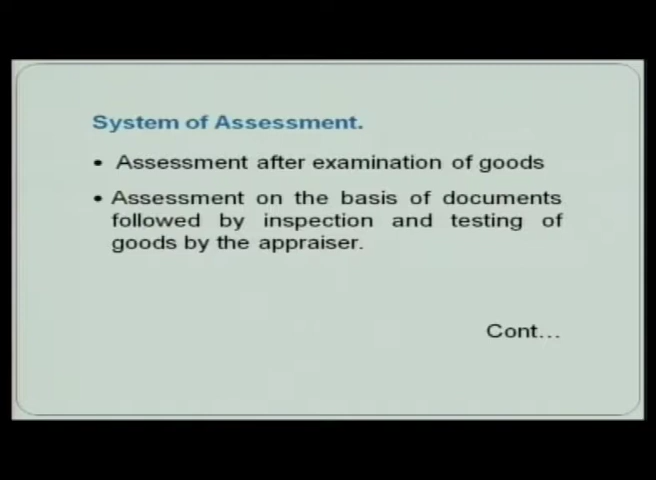 System of Assessment.
• Assessment after examination of goods
• Assessment on the basis of documents
followed by inspection and testing of
goods by the appraiser.
Cont...